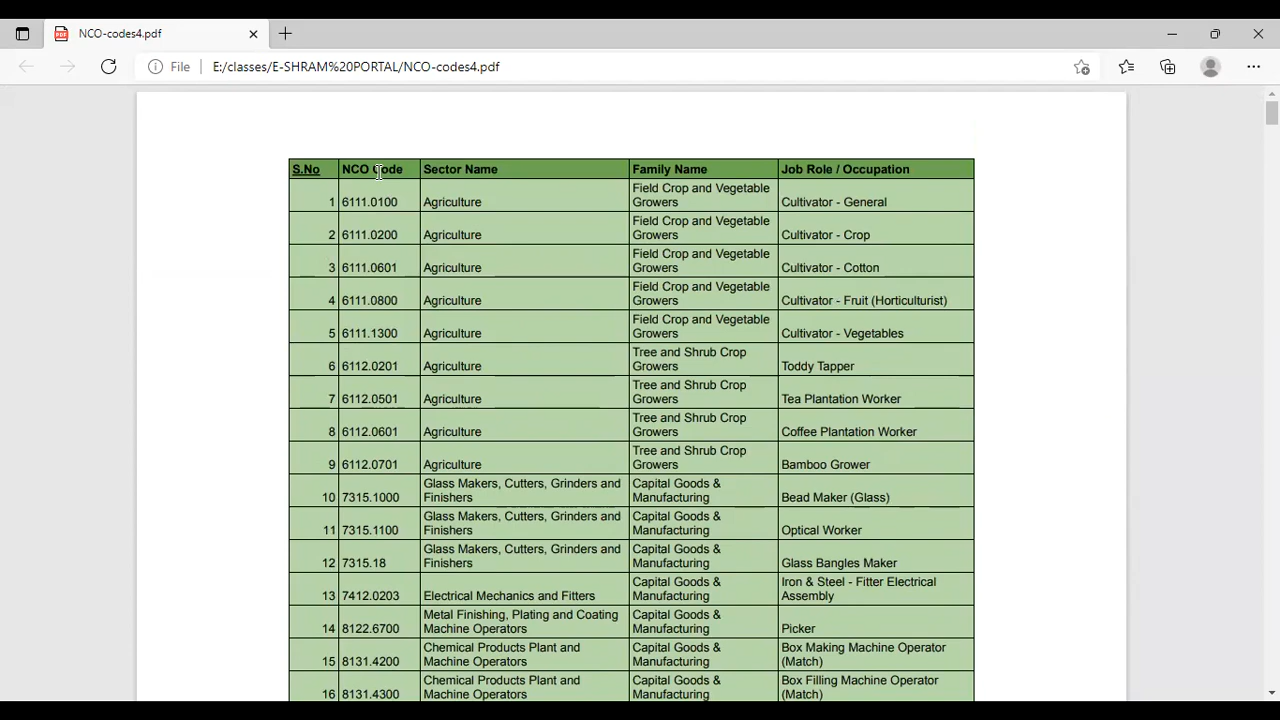 NCO-codes4.pdf
File E:/classes/E-SHRAM%20PORTAL/NCO-codes4.pdf
S.No NCO Code Sector Name Family Name Job Role / Occupation
1 6111.0100 Agriculture Field Crop and Vegetable
Growers Cultivator - General
2 6111.0200 Agriculture Field Crop and Vegetable
Growers Cultivator - Crop
3 6111.0601 Agriculture Field Crop and Vegetable
Growers Cultivator - Cotton
4 6111.0800 Agriculture Field Crop and Vegetable
Growers Cultivator - Fruit (Horticulturist)
5 6111.1300 Agriculture Field Crop and Vegetable
Growers Cultivator - Vegetables
6 6112.0201 Agriculture Tree and Shrub Crop
Growers Toddy Tapper
7 6112.0501 Agriculture Tree and Shrub Crop
Growers Tea Plantation Worker
8 6112.0601 Agriculture Tree and Shrub Crop
Growers Coffee Plantation Worker
9 6112.0701 Agriculture Tree and Shrub Crop
Growers Bamboo Grower
10 7315.1000 Glass Makers, Cutters, Grinders and
Finishers Capital Goods &
Manufacturing Bead Maker (Glass)
11 7315.1100 Glass Makers, Cutters, Grinders and
Finishers Capital Goods &
Manufacturing Optical Worker
12 7315.18 Glass Makers, Cutters, Grinders and
Finishers Capital Goods &
Manufacturing Glass Bangles Maker
13 7412.0203 Electrical Mechanics and Fitters Capital Goods &
Manufacturing Iron & Steel - Fitter Electrical
Assembly
14 8122.6700 Metal Finishing, Plating and Coating
Machine Operators Capital Goods &
Manufacturing Picker
15 8131.4200 Chemical Products Plant and
Machine Operators Capital Goods &
Manufacturing Box Making Machine Operator
(Match)
16 8131.4300 Chemical Products Plant and
Machine Operators Capital Goods &
Manufacturing Box Filling Machine Operator
(Match)